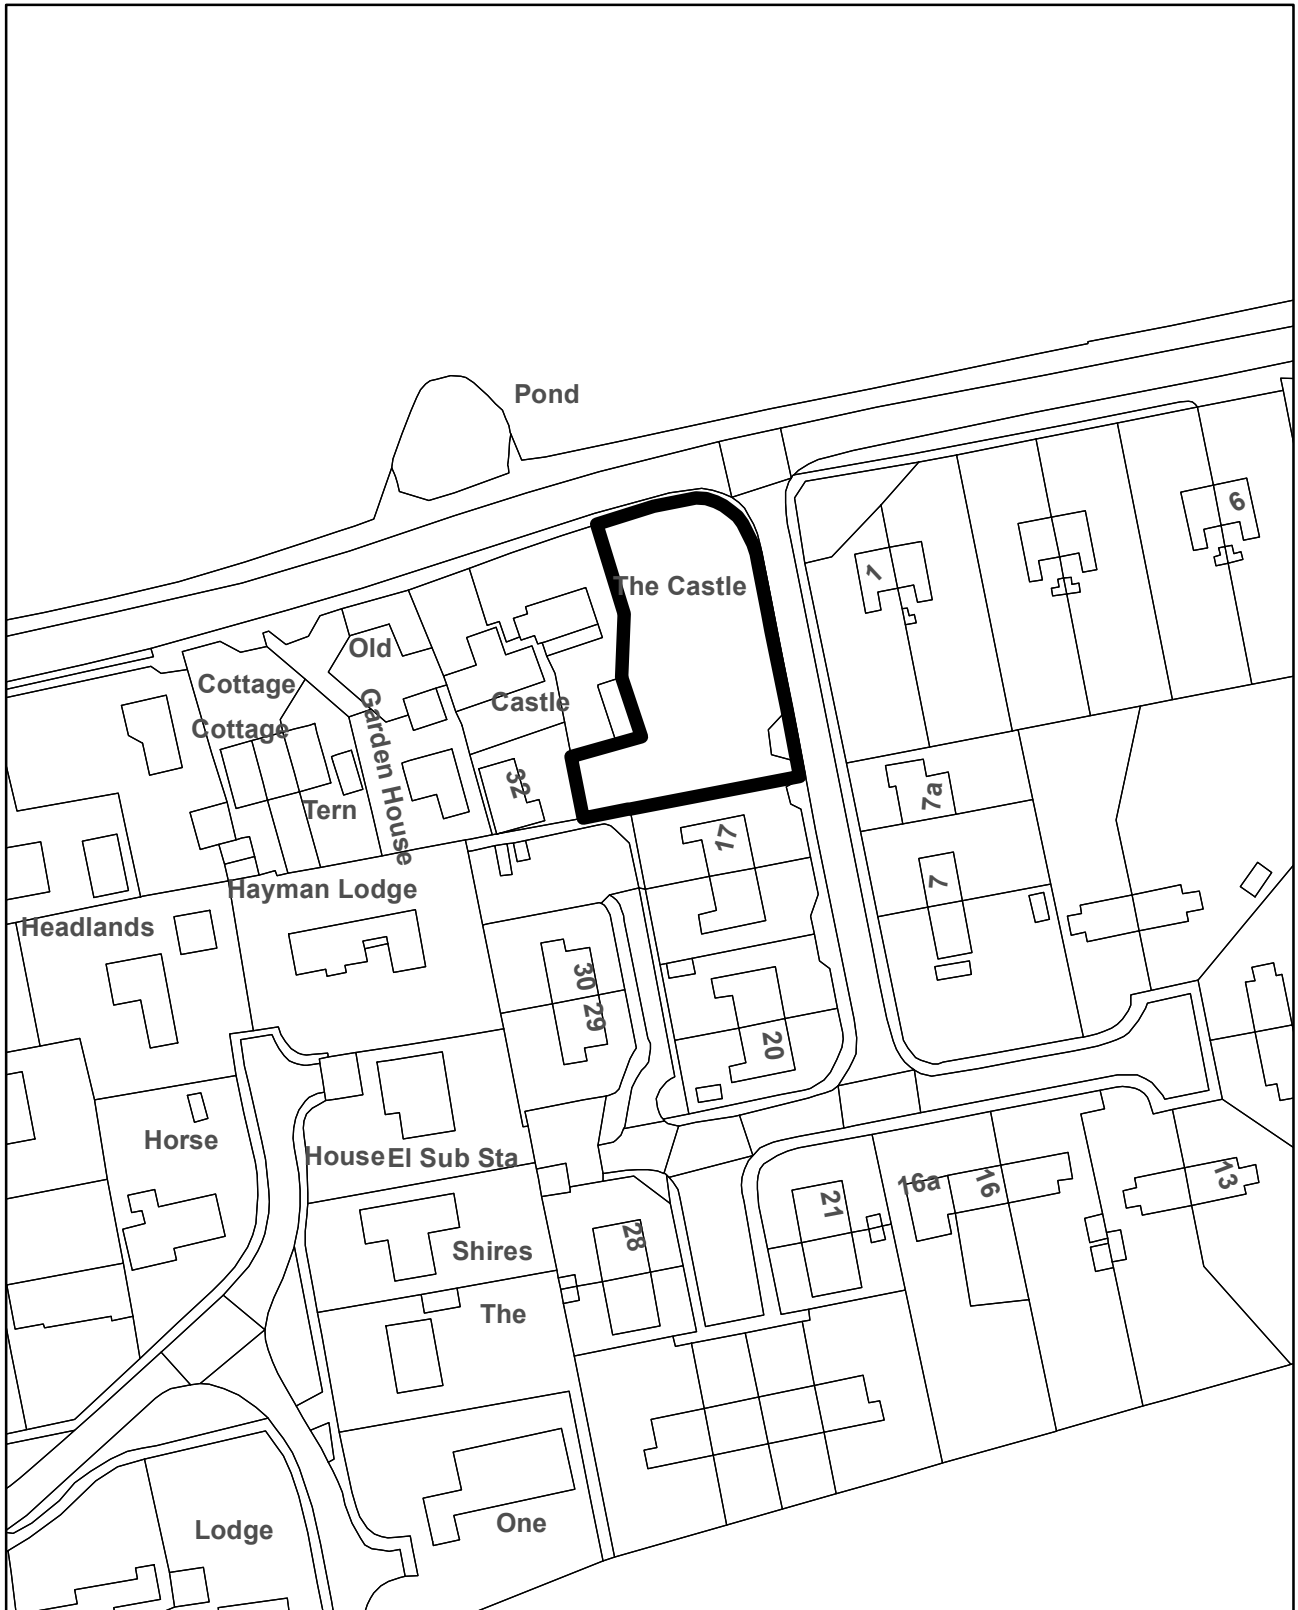 Pond
6
1
The Castle
Old
Cottage
Castle
Cottage
Garden House
32
7a
Tern
17
7
Hayman Lodge
Headlands
30
29
20
Horse
House
El Sub Sta
16a
16
13
21
28
Shires
The
One
Lodge